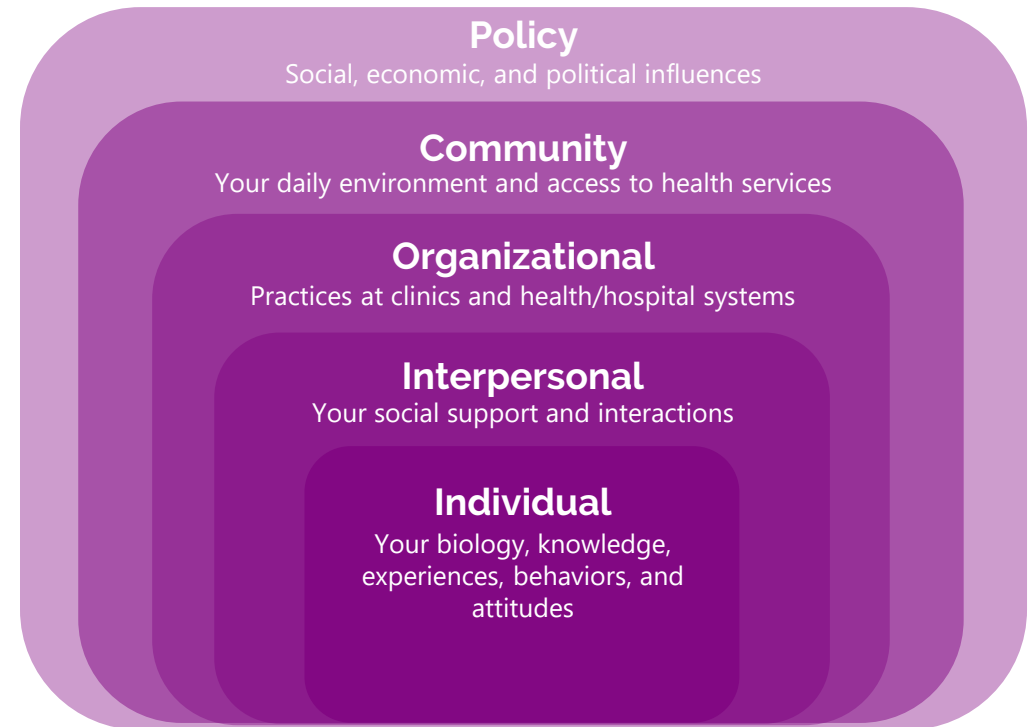 Policy
Social, economic, and political influences
Community
Your daily environment and access to health services
Organizational
Practices at clinics and health/hospital systems
Interpersonal
Your social support and interactions
Individual
Your biology, knowledge,
experiences, behaviors, and
attitudes